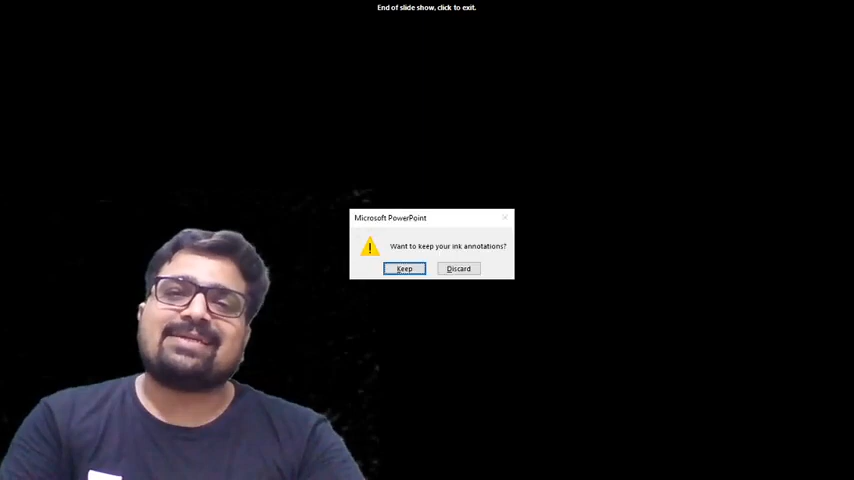 End of slide show, click to exit.
Microsoft PowerPoint
Want to keep your ink annotations?
Keep
Discard